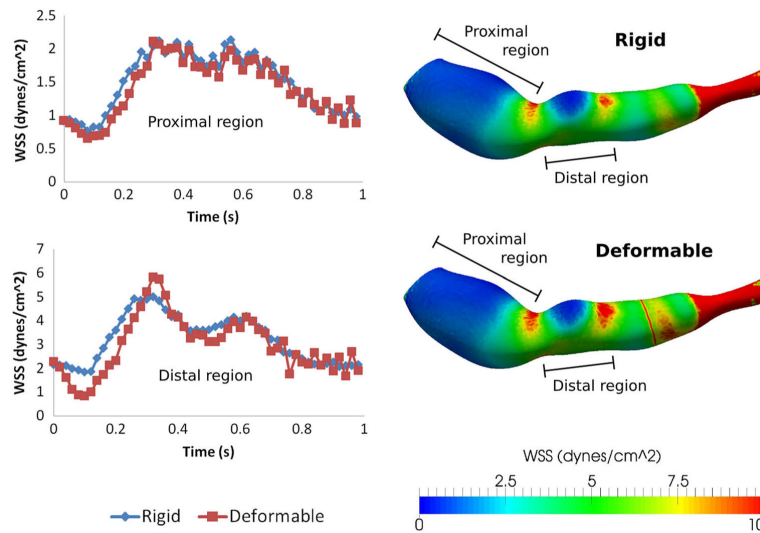 2.5
2
1.5
1
0.5
0
WSS (dynes/cm^2)
Proximal region
0 0.2 0.4 0.6 0.8 1
Time (s)
Proximal
region
Rigid
Distal region
7
6
5
4
3
2
1
0
WSS (dynes/cm^2)
Distal region
0 0.2 0.4 0.6 0.8 1
Time (s)
Proximal
region
Deformable
Distal region
Rigid Deformable
WSS (dynes/cm^2)
2.5 5 7.5
0 10